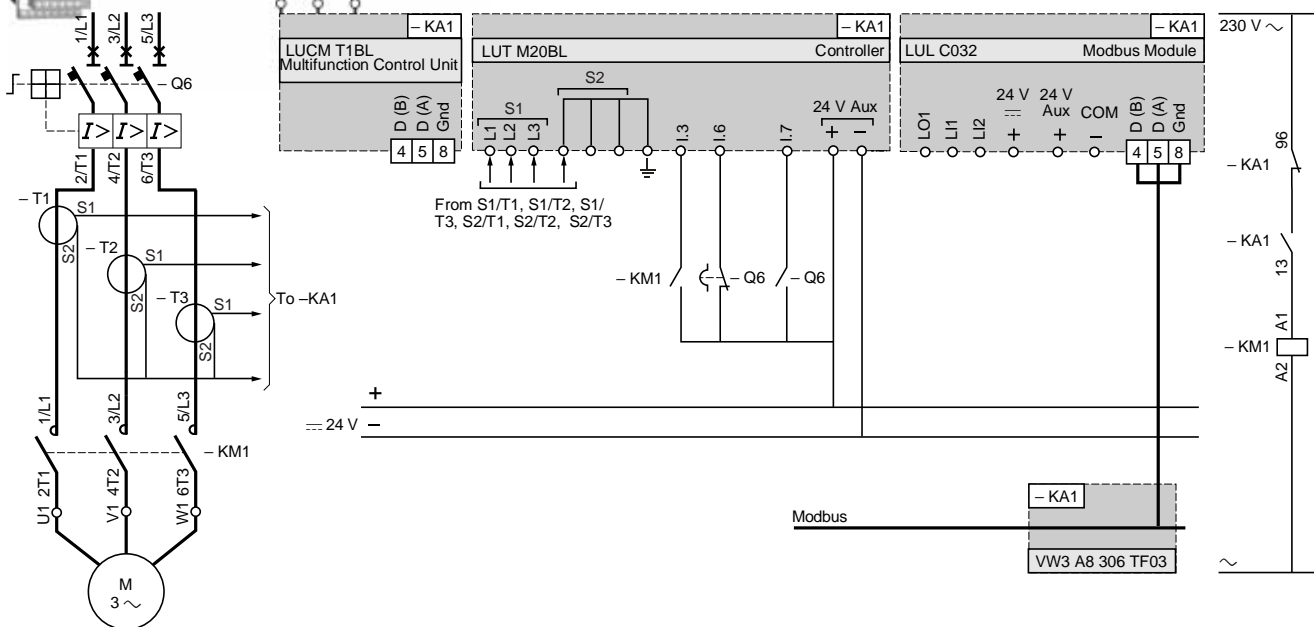 1/L1
3/L2
5/L3
– Q6
I >
I >
I >
2/T1
4/T2
6/T3
– T1
S1
S2
– T2
S1
S2
– T3
S1
S2
To –KA1
1/L1
3/L2
5/L3
– KM1
U1 2T1
V1 4T2
W1 6T3
M
3 ~
– KA1
LUCM T1BL
Multifunction Control Unit
D (B)
D (A)
Gnd
4 5 8
– KA1
LUT M20BL Controller
S2
S1
24 V Aux
L1
L2
L3
I.3
I.6
I.7
+ –
From S1/T1, S1/T2, S1/
T3, S2/T1, S2/T2, S2/T3
– KM1
– Q6
– Q6
+
24 V –
– KA1
LUL C032 Modbus Module
LO1
LI1
LI2
24 V
+
24 V
Aux
+
COM
–
D (B)
D (A)
Gnd
4 5 8
Modbus
– KA1
VW3 A8 306 TF03
230 V ~
96
– KA1
– KA1
13
A1
– KM1
A2
~